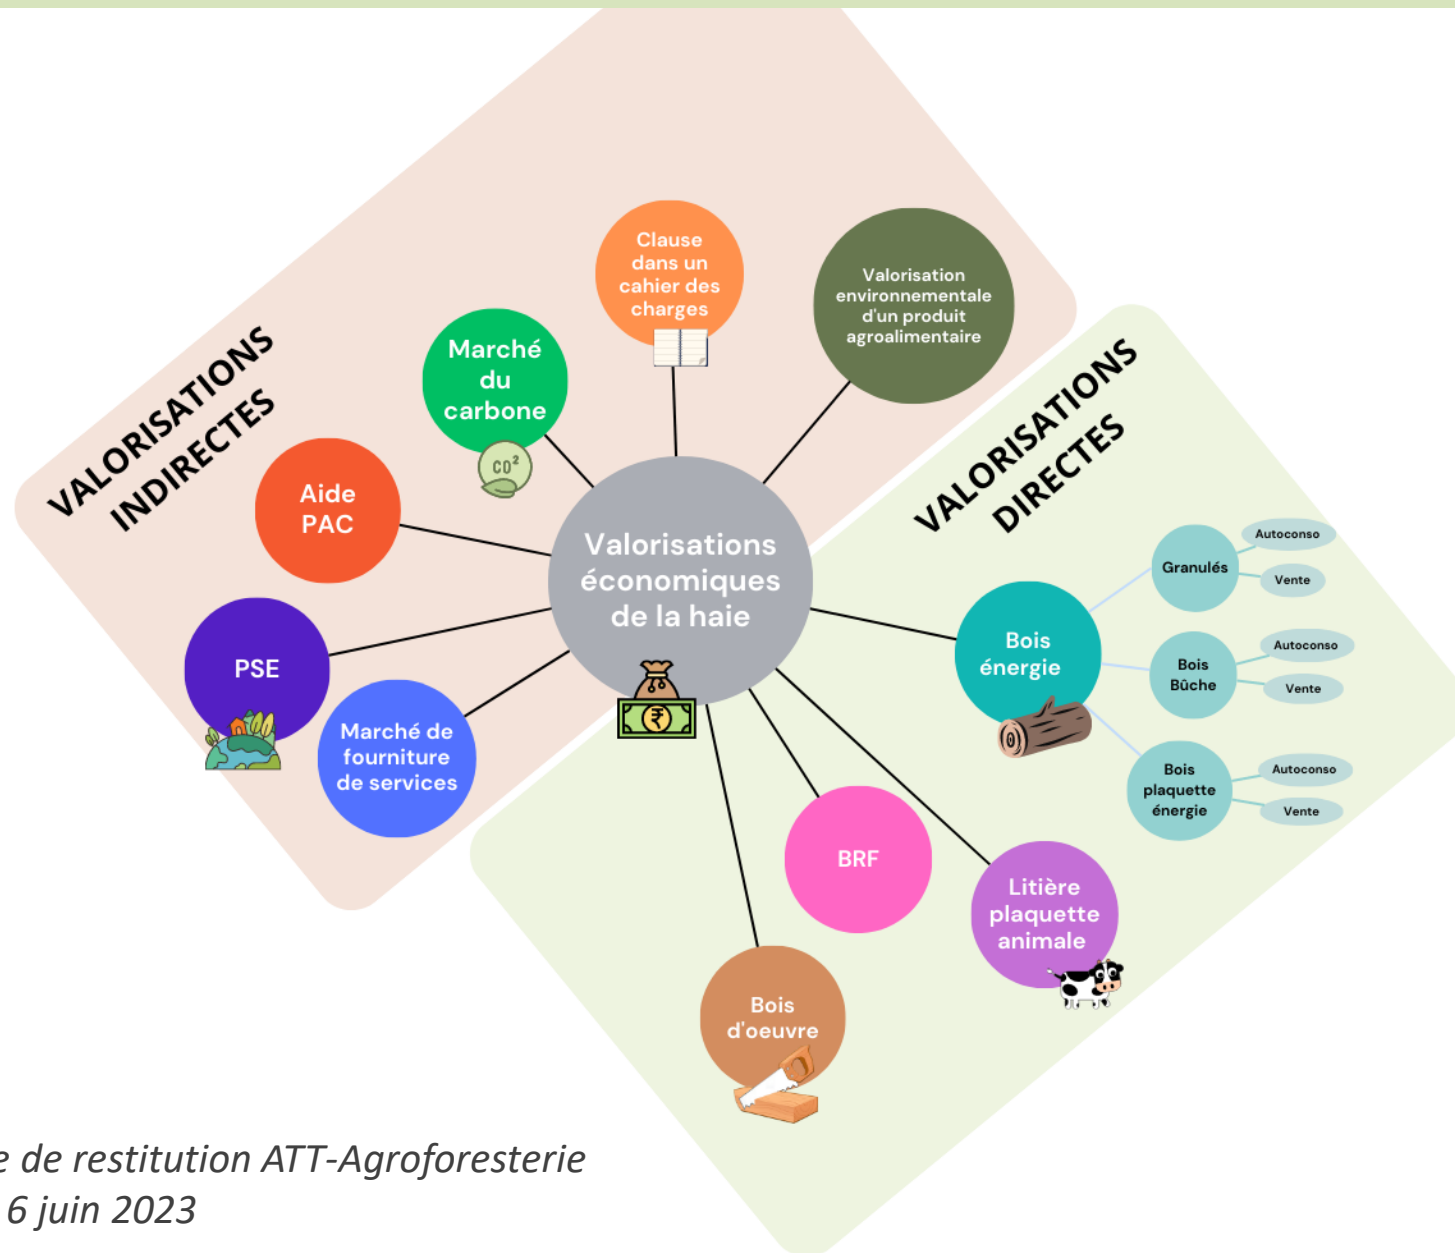 VALORISATIONS
INDIRECTES
Clause
dans un
cahier des
charges
Valorisation
environnementale
d'un produit
agroalimentaire
Marché
du
carbone
CO²
Aide
PAC
PSE
Marché de
fourniture
de services
Valorisations
économiques
de la haie
₹
VALORISATIONS
DIRECTES
Bois
énergie
Granulés
Autoconso
Vente
Bois
Bûche
Autoconso
Vente
Bois
plaquette
énergie
Autoconso
Vente
BRF
Litière
plaquette
animale
Bois
d'oeuvre
e de restitution ATT-Agroforesterie
6 juin 2023